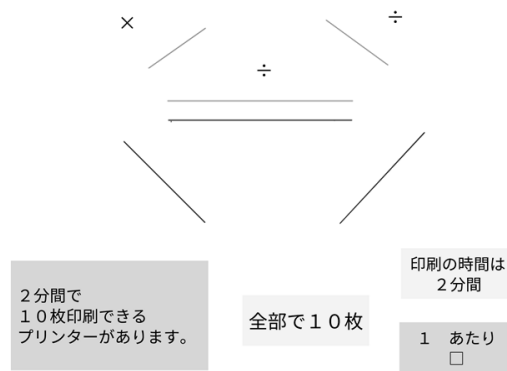 ×
÷
÷
2分間で
10枚印刷できる
プリンターがあります。
全部で10枚
印刷の時間は
2分間
1 あたり
□